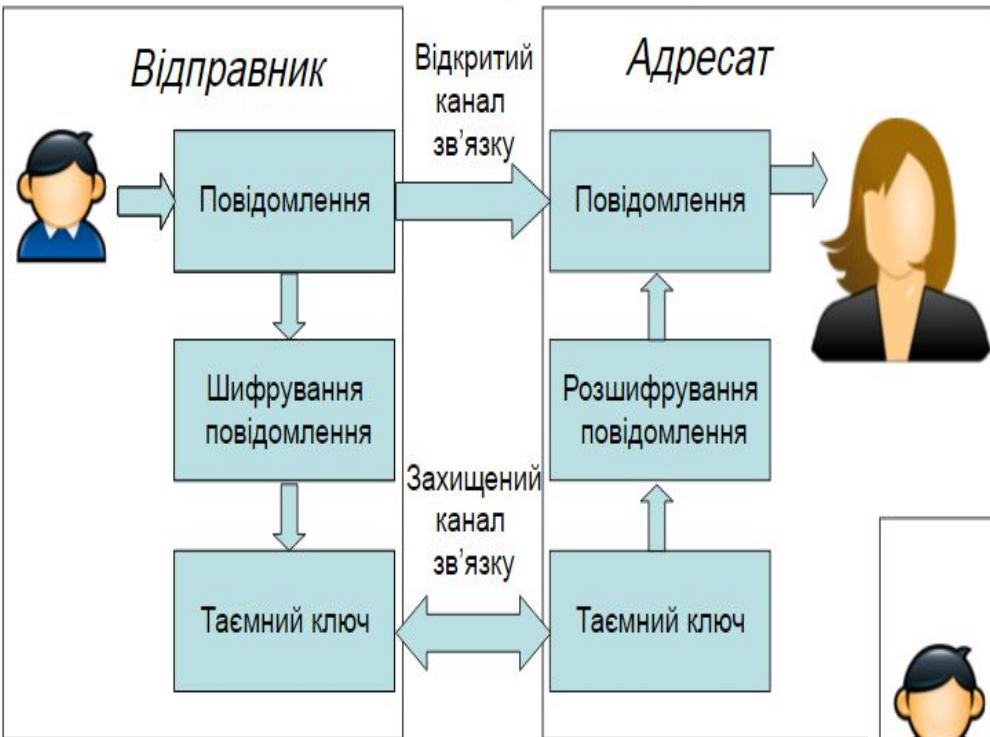 Відправник
Відкритий
канал
зв’язку
Адресат
Повідомлення
Повідомлення
Шифрування
повідомлення
Розшифрування
повідомлення
Захищений
канал
зв’язку
Таємний ключ
Таємний ключ